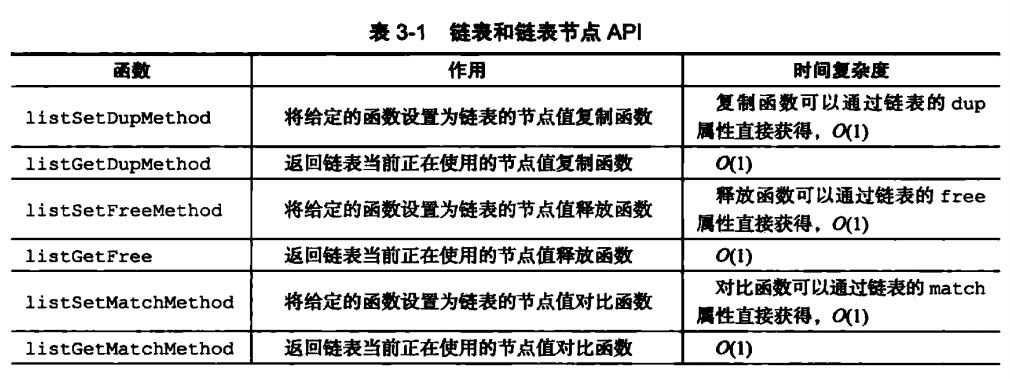 表 3-1 链表和链表节点 API
函数 作用 时间复杂度
listSetDupMethod 将给定的函数设置为链表的节点值复制函数 复制函数可以通过链表的 dup
属性直接获得，O(1)
listGetDupMethod 返回链表当前正在使用的节点值复制函数 O(1)
listSetFreeMethod 将给定的函数设置为链表的节点值释放函数 释放函数可以通过链表的 free
属性直接获得，O(1)
listGetFree 返回链表当前正在使用的节点值释放函数 O(1)
listSetMatchMethod 将给定的函数设置为链表的节点值对比函数 对比函数可以通过链表的 match
属性直接获得，O(1)
listGetMatchMethod 返回链表当前正在使用的节点值对比函数 O(1)